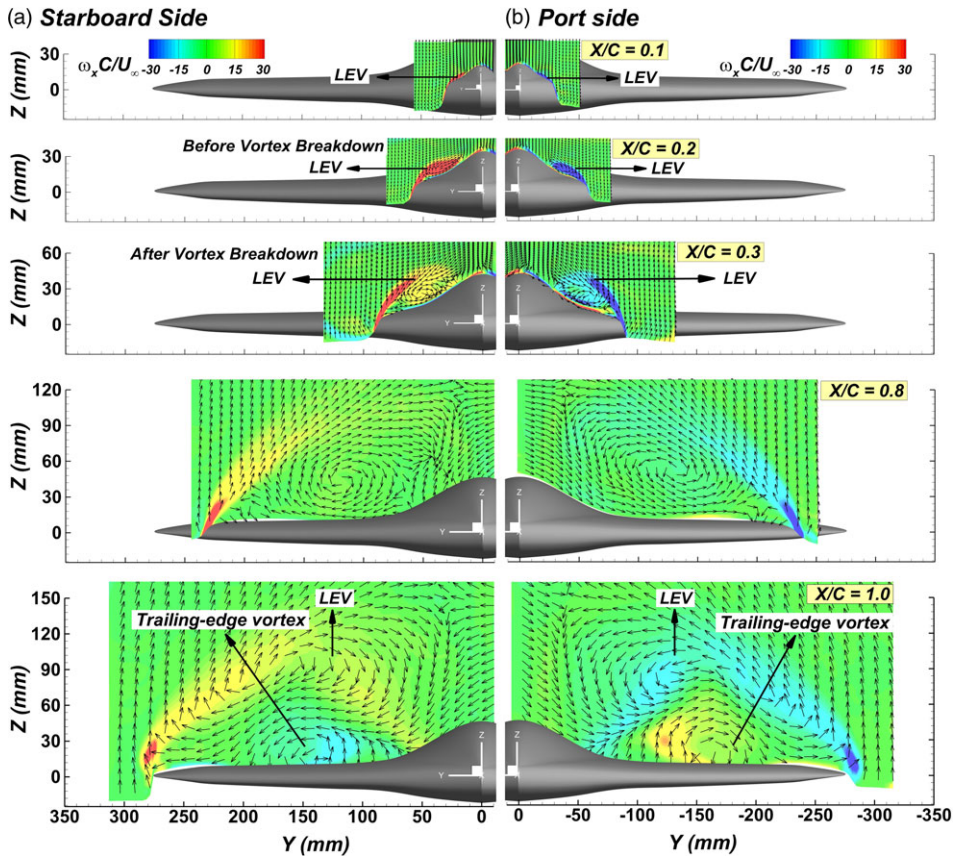 (a) Starboard Side
(b) Port side
ωxC/U∞
-30 -15 0 15 30
X/C = 0.1
ωxC/U∞
-30 -15 0 15 30
Z (mm)
30
0
LEV
LEV
Z
Y
Z
Before Vortex Breakdown
X/C = 0.2
Z (mm)
30
0
LEV
LEV
Z
Y
Z
After Vortex Breakdown
X/C = 0.3
Z (mm)
60
30
0
LEV
LEV
Z
Y
Z
X/C = 0.8
Z (mm)
120
90
60
30
0
Z
Y
Z
X/C = 1.0
Z (mm)
150
120
90
60
30
0
LEV
Trailing-edge vortex
LEV
Trailing-edge vortex
Z
Y
Z
350 300 250 200 150 100 50 0
0 -50 -100 -150 -200 -250 -300 -350
Y (mm)
Y (mm)